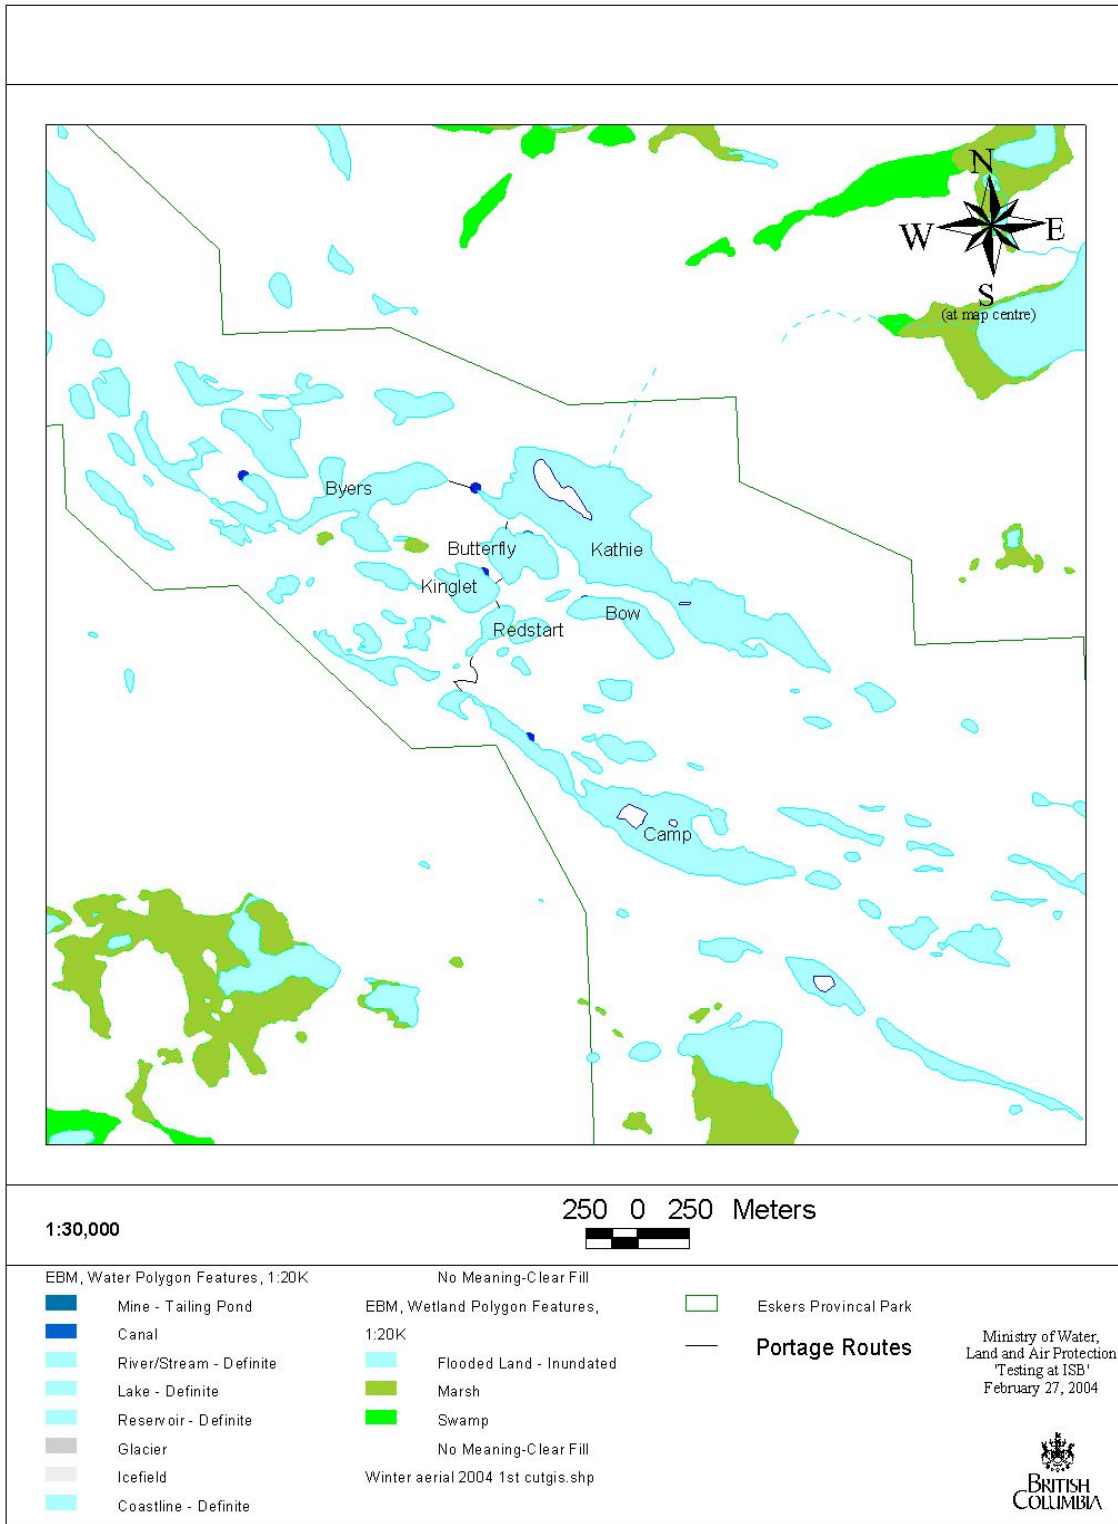 N
W
E
S
(at map centre)
Byers
Butterfly
Kathie
Kinglet
Bow
Redstart
Camp
1:30,000
250 0 250 Meters
EBM, Water Polygon Features, 1:20K
Mine - Tailing Pond
Canal
River/Stream - Definite
Lake - Definite
Reservoir - Definite
Glacier
Icefield
Coastline - Definite
No Meaning-Clear Fill
EBM, Wetland Polygon Features,
1:20K
Flooded Land - Inundated
Marsh
Swamp
No Meaning-Clear Fill
Winter aerial 2004 1st cutgis.shp
Eskers Provincal Park
Portage Routes
Ministry of Water,
Land and Air Protection
'Testing at ISB'
February 27, 2004
BRITISH
COLUMBIA